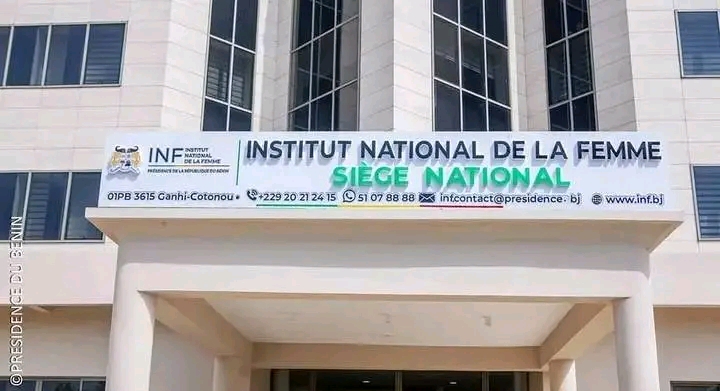 INF
INSTITUT
NATIONAL
DE LA FEMME
PRÉSIDENCE DE LA RÉPUBLIQUE DU BÉNIN
INSTITUT NATIONAL DE LA FEMME
SIÈGE NATIONAL
01PB 3615 Ganhi-Cotonou • +229 20 21 24 15 51 07 88 88 inf.contact@presidence.bj www.inf.bj
©PRESIDENCE DU BENIN